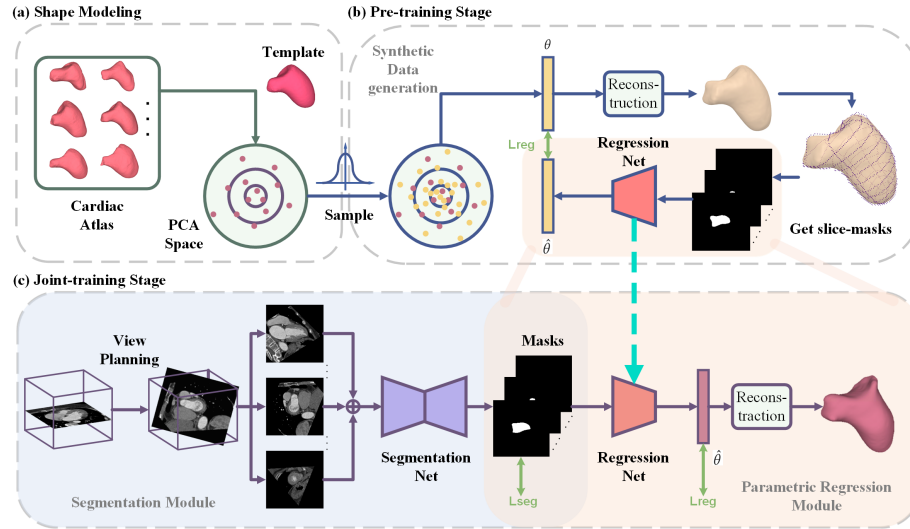 (a) Shape Modeling
Template
Cardiac
Atlas
PCA
Space
Sample
(b) Pre-training Stage
Synthetic
Data
generation
θ
Recons-
truction
Lreg
Regression
Net
θ̂
Get slice-masks
(c) Joint-training Stage
View
Planning
Segmentation Module
Segmentation
Net
Masks
Lseg
Regression
Net
θ̂
Lreg
Recons-
traction
Parametric Regression
Module